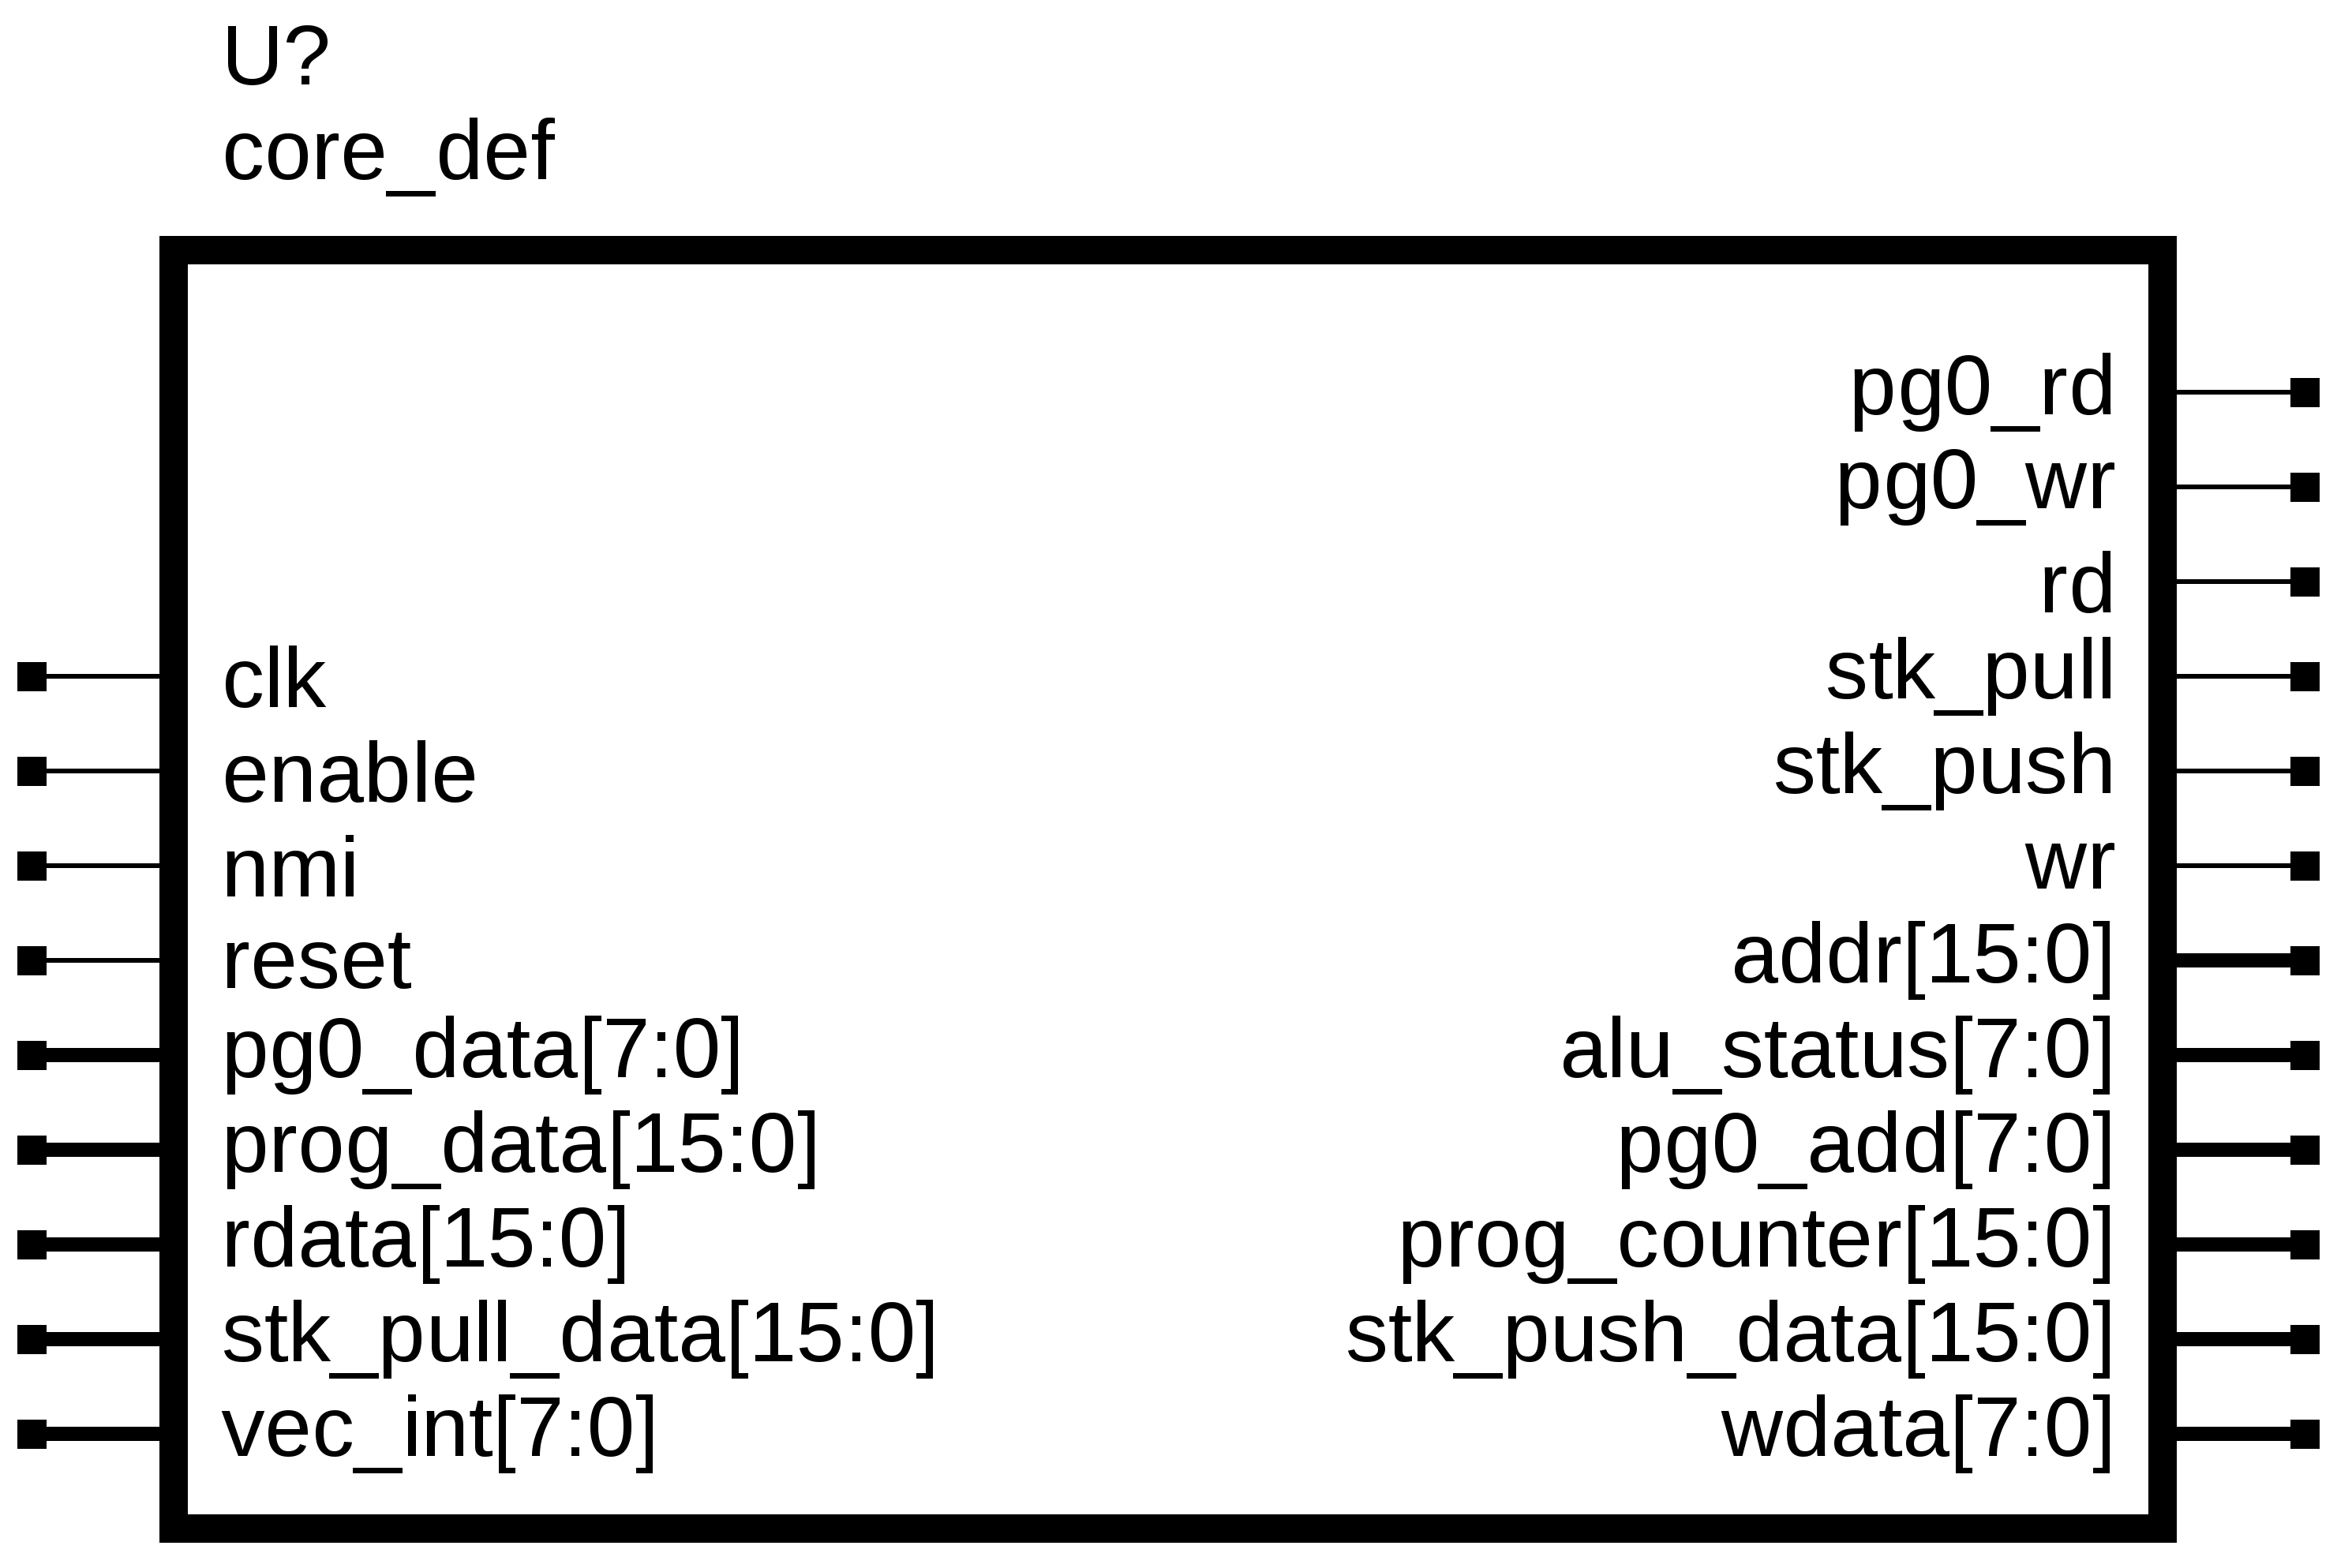 U?
core_def
pg0_rd
pg0_wr
rd
clk
stk_pull
enable
stk_push
nmi
wr
reset
addr[15:0]
pg0_data[7:0]
alu_status[7:0]
prog_data[15:0]
pg0_add[7:0]
rdata[15:0]
prog_counter[15:0]
stk_pull_data[15:0]
stk_push_data[15:0]
vec_int[7:0]
wdata[7:0]